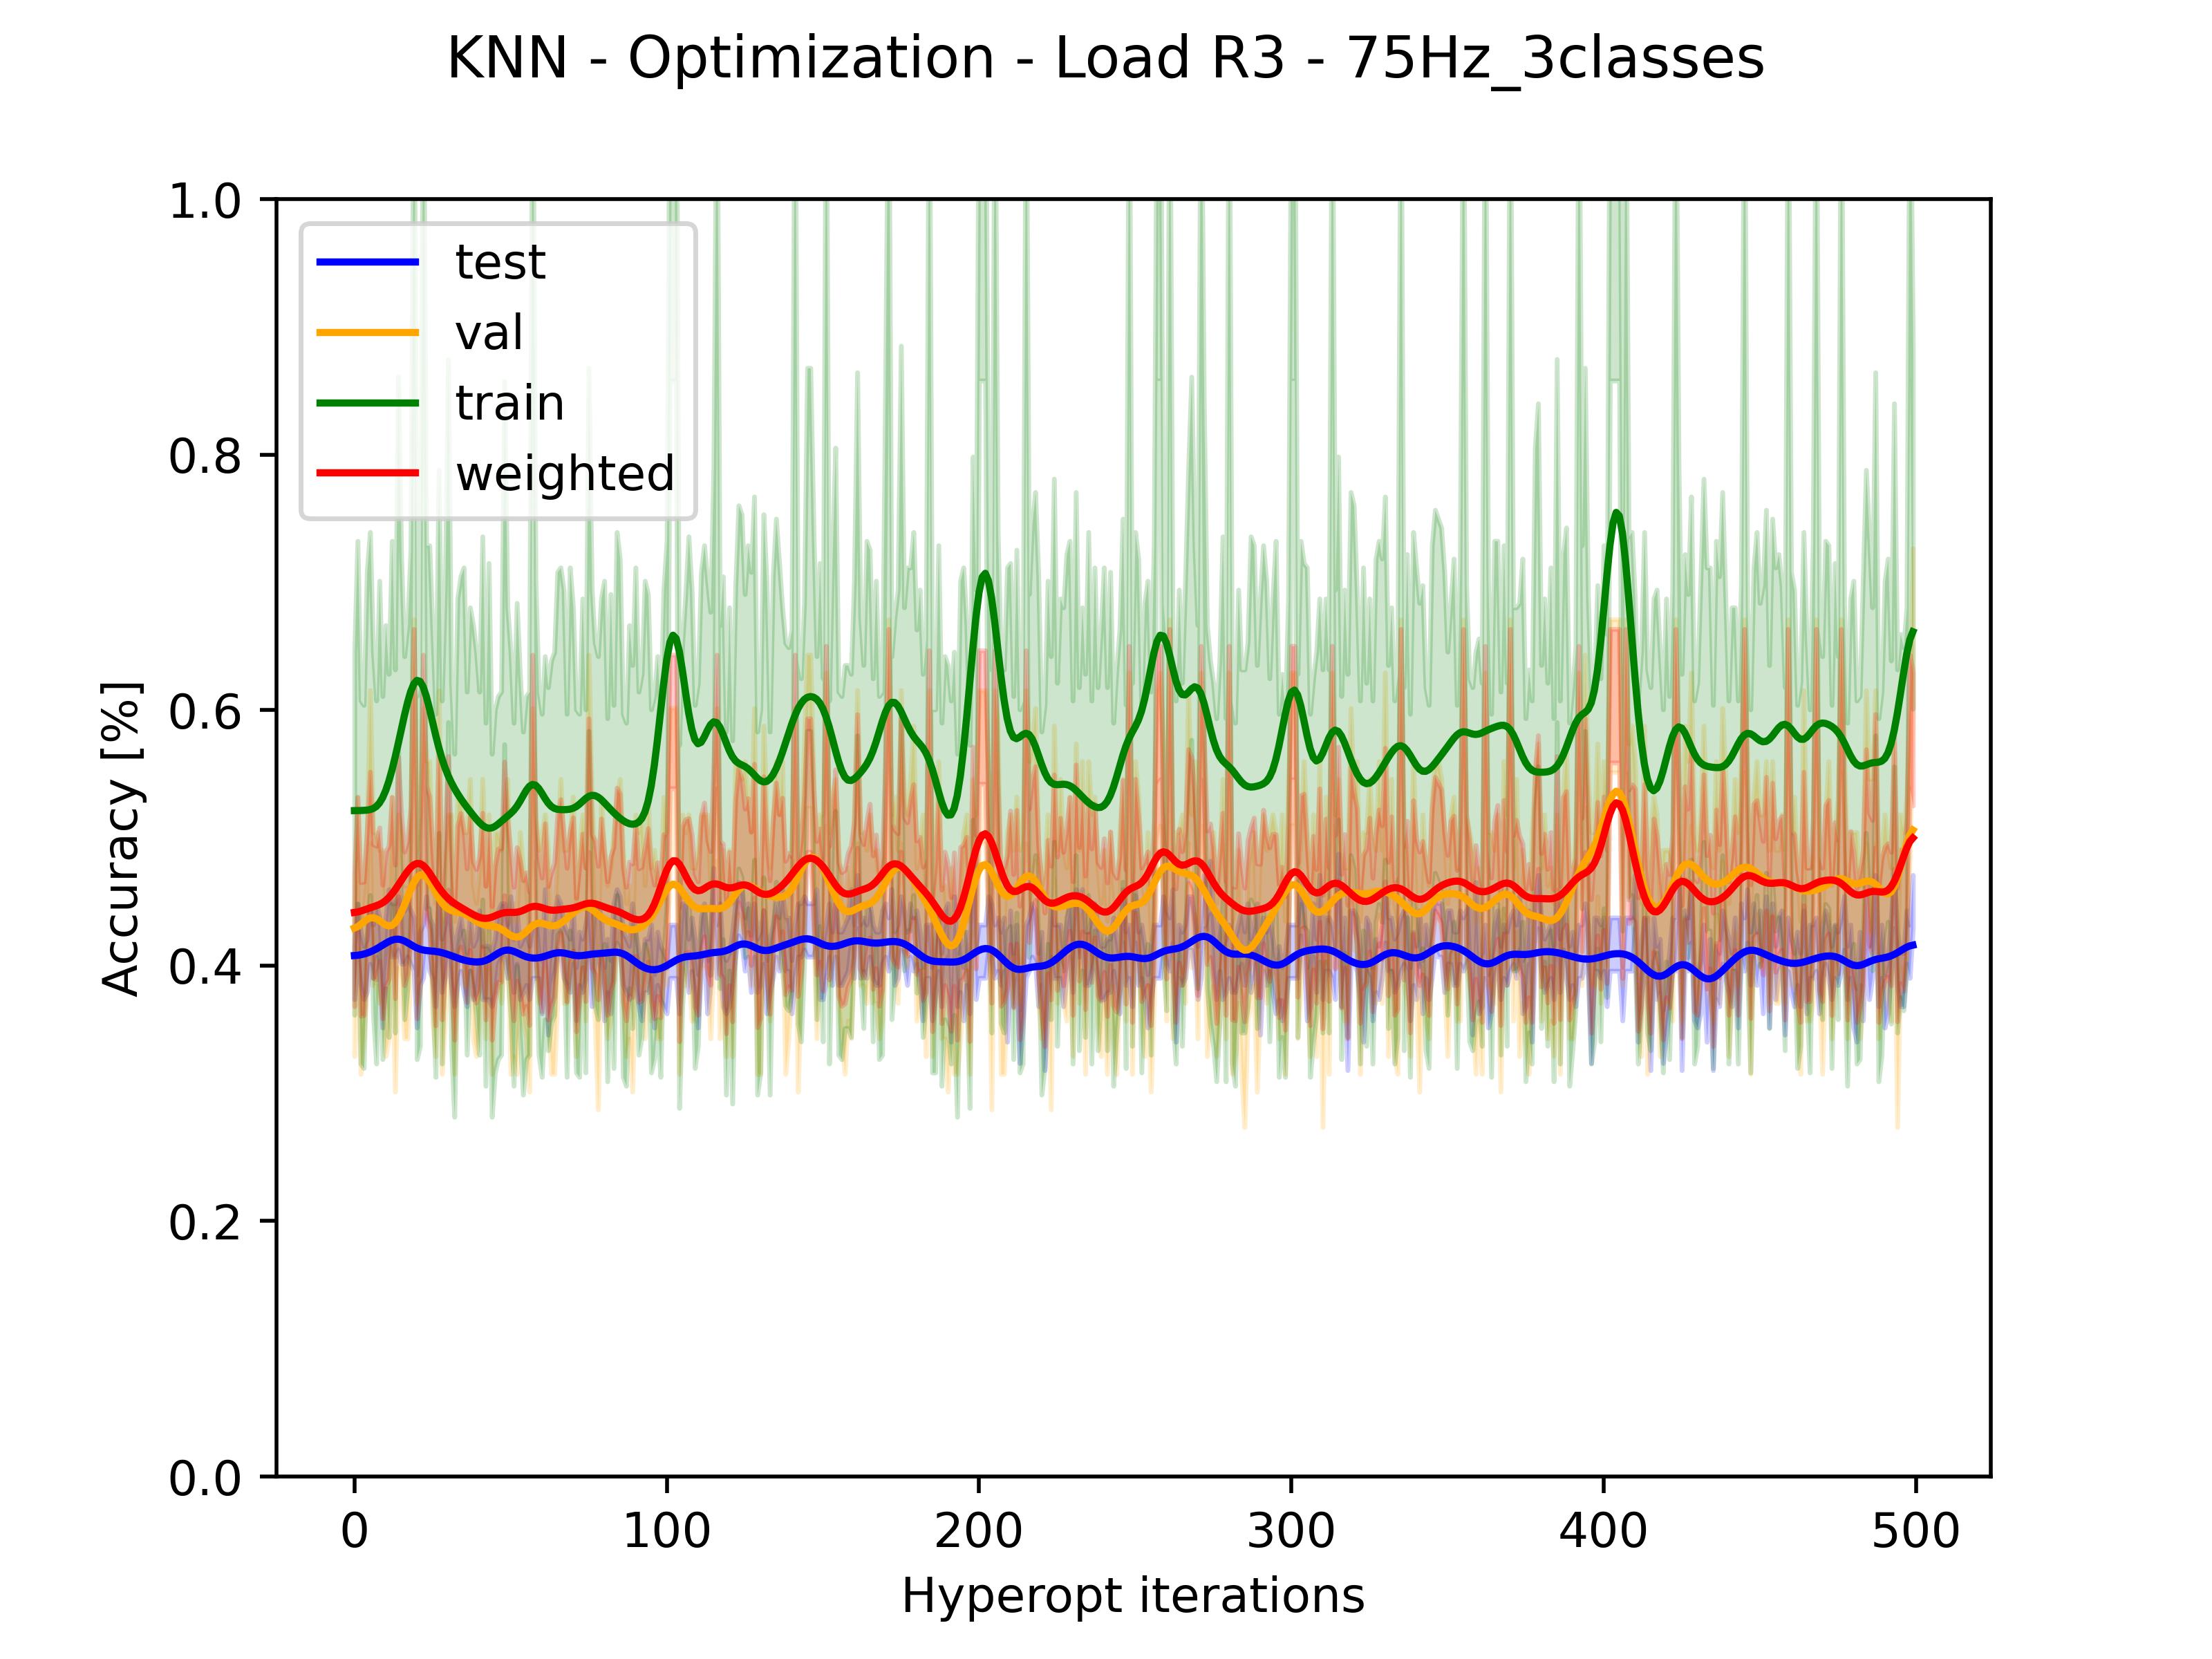 KNN - Optimization - Load R3 - 75Hz_3classes
1.0
0.8
0.6
0.4
0.2
0.0
Accuracy [%]
test
val
train
weighted
0 100 200 300 400 500
Hyperopt iterations